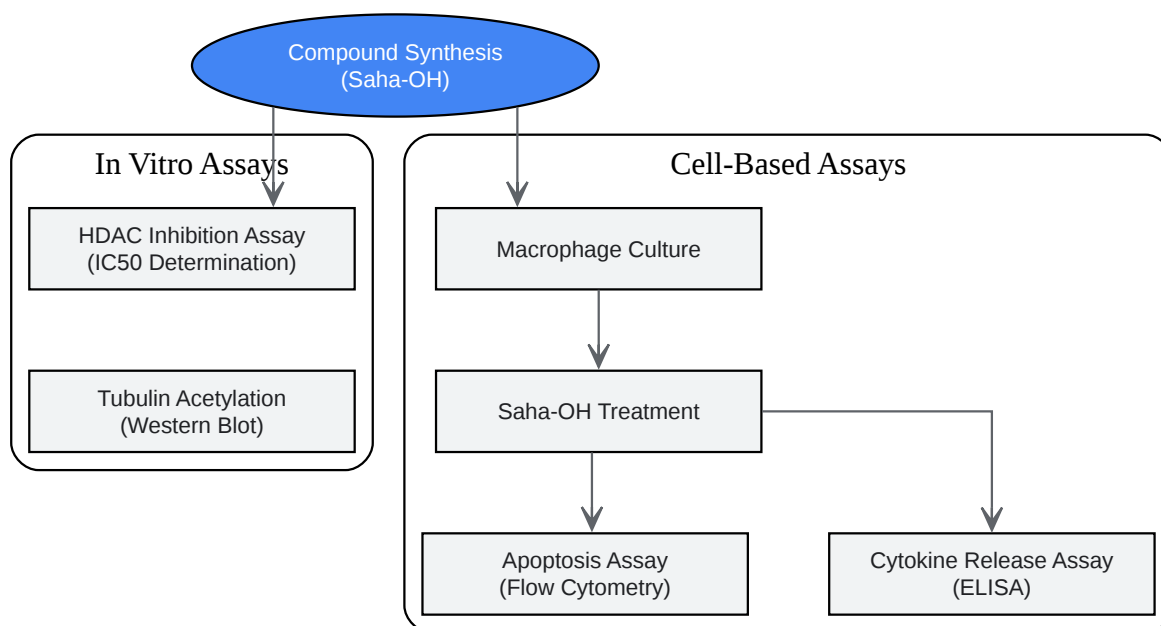 Compound Synthesis
(Saha-OH)
In Vitro Assays
HDAC Inhibition Assay
(IC50 Determination)
Tubulin Acetylation
(Western Blot)
Cell-Based Assays
Macrophage Culture
Saha-OH Treatment
Apoptosis Assay
(Flow Cytometry)
Cytokine Release Assay
(ELISA)